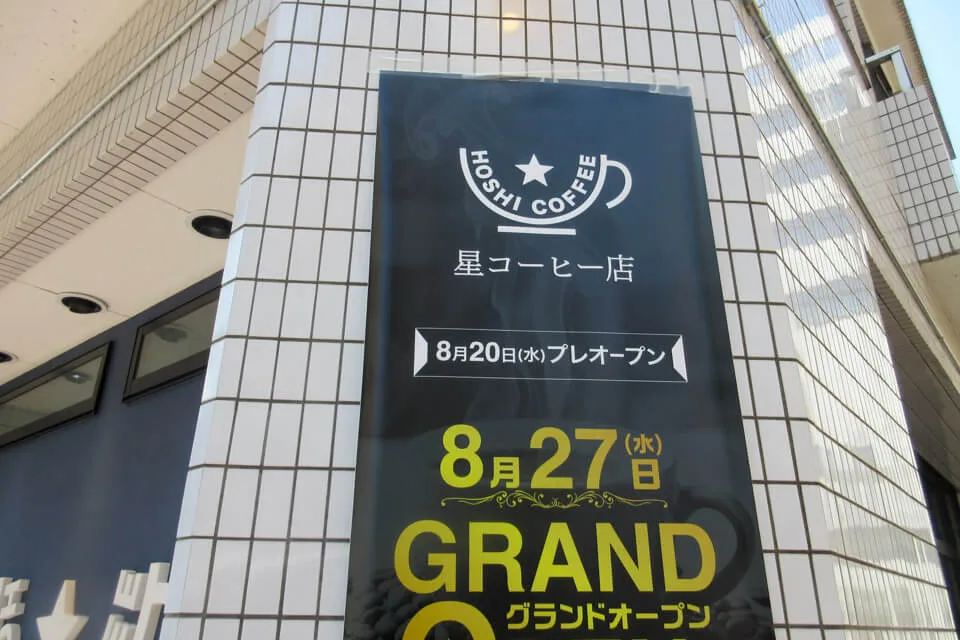 HOSHI COFFEE
星コーヒー店
8月20日(水)プレオープン
8月27日(水)
GRAND
グランドオープン